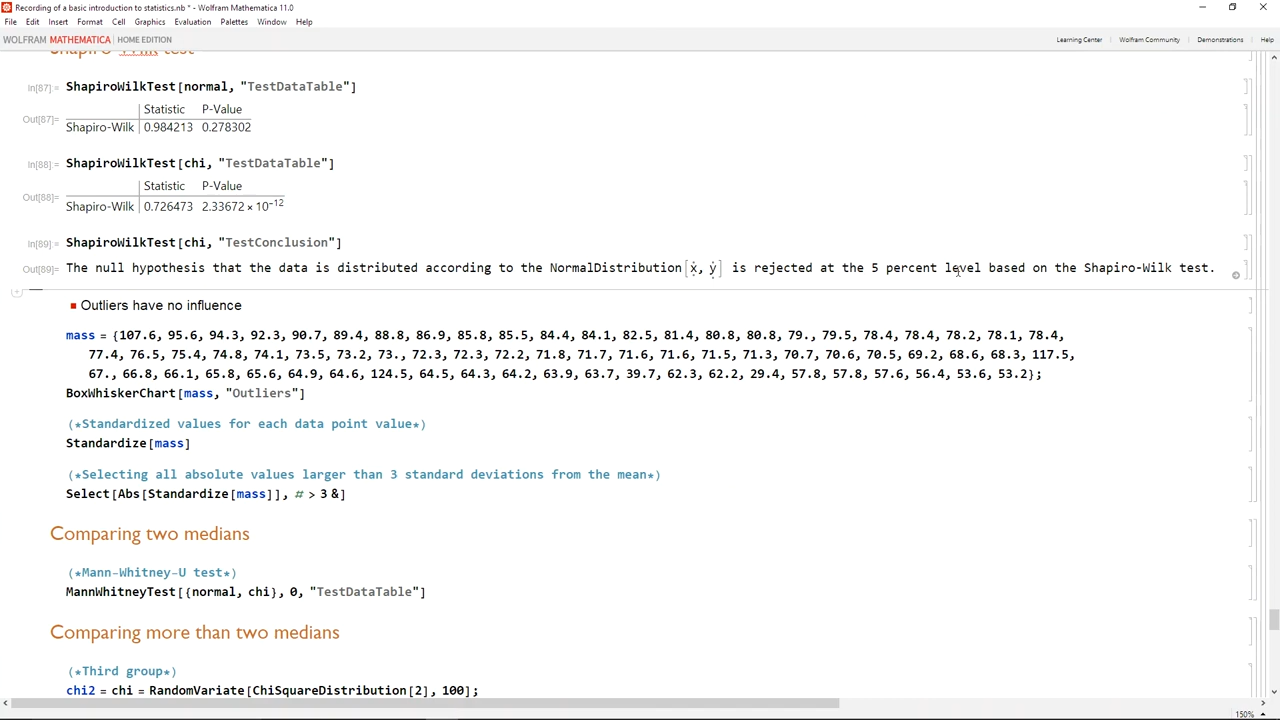 Recording of a basic introduction to statistics.nb * - Wolfram Mathematica 11.0
File Edit Insert Format Cell Graphics Evaluation Palettes Window Help
WOLFRAM MATHEMATICA | HOME EDITION Learning Center Wolfram Community Demonstrations Help
Shapiro-Wilk test
In[87]:= ShapiroWilkTest[normal, "TestDataTable"]
Statistic P-Value
Out[87]=
Shapiro-Wilk 0.984213 0.278302
In[88]:= ShapiroWilkTest[chi, "TestDataTable"]
Statistic P-Value
Out[88]=
Shapiro-Wilk 0.726473 2.33672 × 10⁻¹²
In[89]:= ShapiroWilkTest[chi, "TestConclusion"]
Out[89]= The null hypothesis that the data is distributed according to the NormalDistribution[ẋ, ẏ] is rejected at the 5 percent level based on the Shapiro-Wilk test.
■ Outliers have no influence
mass = {107.6, 95.6, 94.3, 92.3, 90.7, 89.4, 88.8, 86.9, 85.8, 85.5, 84.4, 84.1, 82.5, 81.4, 80.8, 80.8, 79., 79.5, 78.4, 78.4, 78.2, 78.1, 78.4,
77.4, 76.5, 75.4, 74.8, 74.1, 73.5, 73.2, 73., 72.3, 72.3, 72.2, 71.8, 71.7, 71.6, 71.6, 71.5, 71.3, 70.7, 70.6, 70.5, 69.2, 68.6, 68.3, 117.5,
67., 66.8, 66.1, 65.8, 65.6, 64.9, 64.6, 124.5, 64.5, 64.3, 64.2, 63.9, 63.7, 39.7, 62.3, 62.2, 29.4, 57.8, 57.8, 57.6, 56.4, 53.6, 53.2};
BoxWhiskerChart[mass, "Outliers"]
(*Standardized values for each data point value*)
Standardize[mass]
(*Selecting all absolute values larger than 3 standard deviations from the mean*)
Select[Abs[Standardize[mass]], # > 3 &]
Comparing two medians
(*Mann-Whitney-U test*)
MannWhitneyTest[{normal, chi}, 0, "TestDataTable"]
Comparing more than two medians
(*Third group*)
chi2 = chi = RandomVariate[ChiSquareDistribution[2], 100];
150%